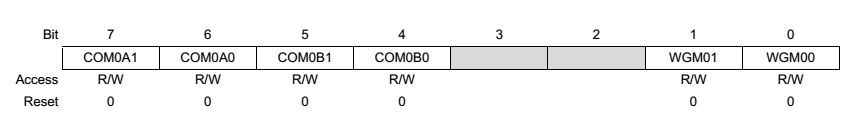 Bit 7 6 5 4 3 2 1 0
COM0A1 COM0A0 COM0B1 COM0B0 WGM01 WGM00
Access R/W R/W R/W R/W R/W R/W
Reset 0 0 0 0 0 0